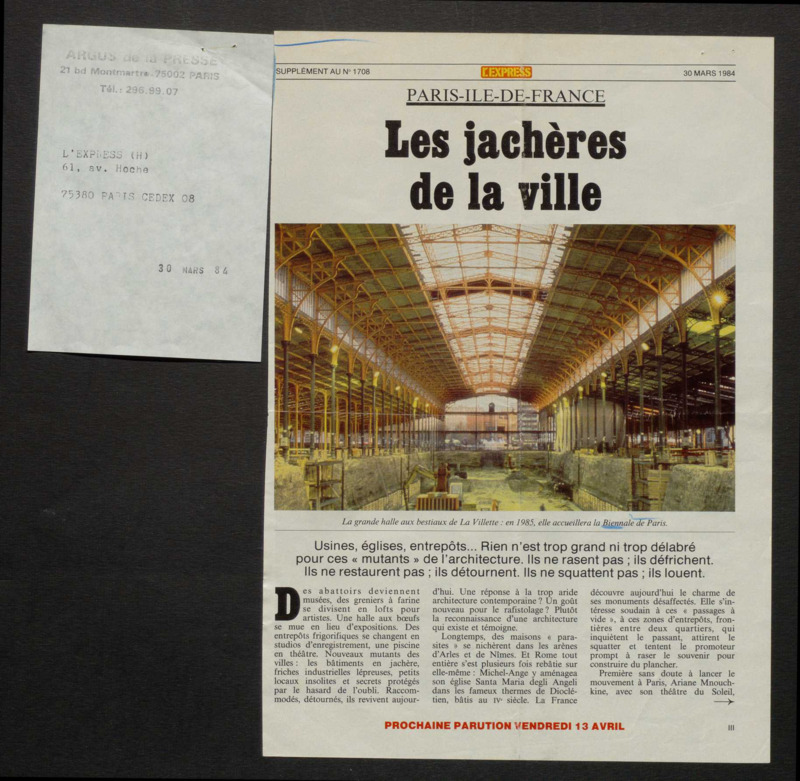 ARGUS de la PRESSE
21 bd Montmartre-75002 PARIS
Tél.: 296.99.07
L'EXPRESS (H)
61, av. Hoche
75380 PARIS CEDEX 08
30 MARS 84
SUPPLÉMENT AU N° 1708
L'EXPRESS
30 MARS 1984
PARIS-ILE-DE-FRANCE
Les jachères
de la ville
La grande halle aux bestiaux de La Villette : en 1985, elle accueillera la Biennale de Paris.
Usines, églises, entrepôts... Rien n'est trop grand ni trop délabré
pour ces « mutants » de l'architecture. Ils ne rasent pas ; ils défrichent.
Ils ne restaurent pas ; ils détournent. Ils ne squattent pas ; ils louent.
Des abattoirs deviennent
musées, des greniers à farine
se divisent en lofts pour
artistes. Une halle aux bœufs
se mue en lieu d'expositions. Des
entrepôts frigorifiques se changent en
studios d'enregistrement, une piscine
en théâtre. Nouveaux mutants des
villes : les bâtiments en jachère,
friches industrielles lépreuses, petits
locaux insolites et secrets protégés
par le hasard de l'oubli. Raccom-
modés, détournés, ils revivent aujour-
d'hui. Une réponse à la trop aride
architecture contemporaine ? Un goût
nouveau pour le rafistolage ? Plutôt
la reconnaissance d'une architecture
qui existe et témoigne.
Longtemps, des maisons « para-
sites » se nichèrent dans les arènes
d'Arles et de Nîmes. Et Rome tout
entière s'est plusieurs fois rebâtie sur
elle-même : Michel-Ange y aménagea
son église Santa Maria degli Angeli
dans les fameux thermes de Dioclé-
tien, bâtis au IVe siècle. La France
découvre aujourd'hui le charme de
ses monuments désaffectés. Elle s'in-
téresse soudain à ces « passages à
vide », à ces zones d'entrepôts, fron-
tières entre deux quartiers, qui
inquiètent le passant, attirent le
squatter et tentent le promoteur
prompt à raser le souvenir pour
construire du plancher.
Première sans doute à lancer le
mouvement à Paris, Ariane Mnouch-
kine, avec son théâtre du Soleil,
PROCHAINE PARUTION VENDREDI 13 AVRIL
III